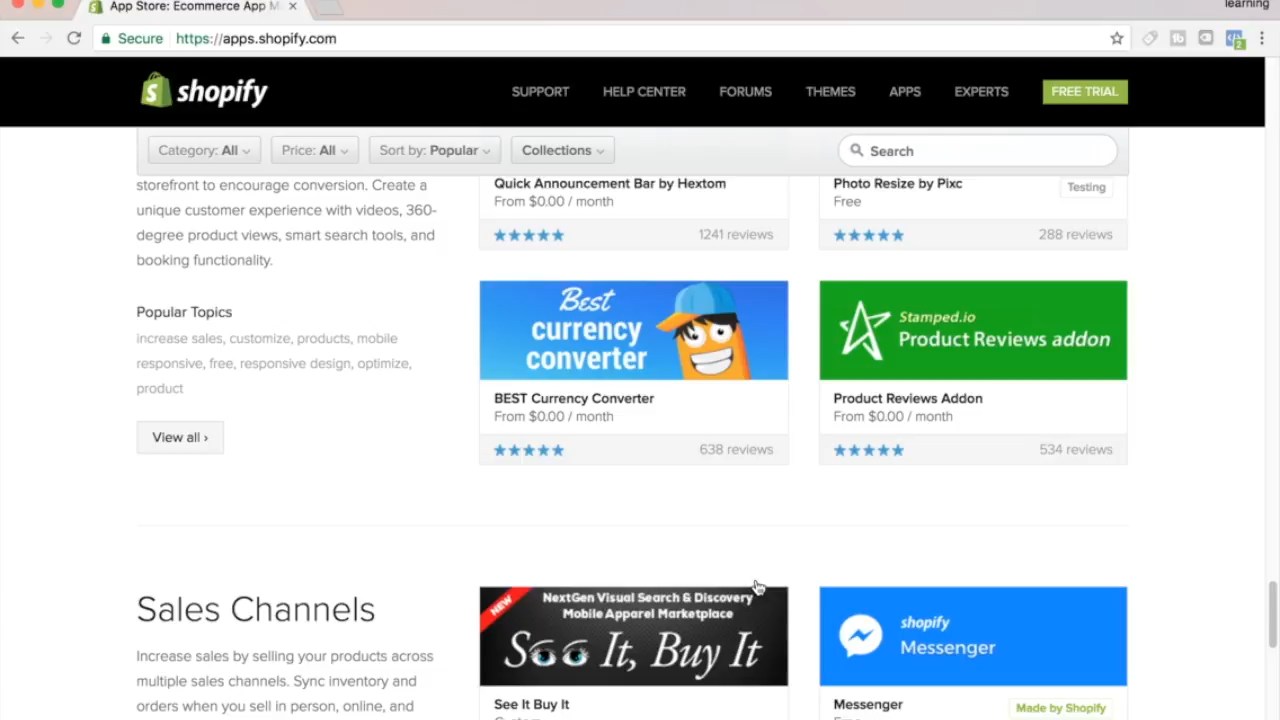 App Store: Ecommerce App M
learning
Secure https://apps.shopify.com
2
shopify
SUPPORT HELP CENTER FORUMS THEMES APPS EXPERTS FREE TRIAL
Category: All Price: All Sort by: Popular Collections Search
storefront to encourage conversion. Create a
unique customer experience with videos, 360-
degree product views, smart search tools, and
booking functionality.
Popular Topics
increase sales, customize, products, mobile
responsive, free, responsive design, optimize,
product
View all ›
Quick Announcement Bar by Hextom
From $0.00 / month
1241 reviews
Photo Resize by Pixc
Testing
Free
288 reviews
Best
currency
converter
BEST Currency Converter
From $0.00 / month
638 reviews
Stamped.io
Product Reviews addon
Product Reviews Addon
From $0.00 / month
534 reviews
Sales Channels
Increase sales by selling your products across
multiple sales channels. Sync inventory and
orders when you sell in person, online, and
NEW
NextGen Visual Search & Discovery
Mobile Apparel Marketplace
See It, Buy It
See It Buy It
shopify
Messenger
Messenger
Made by Shopify